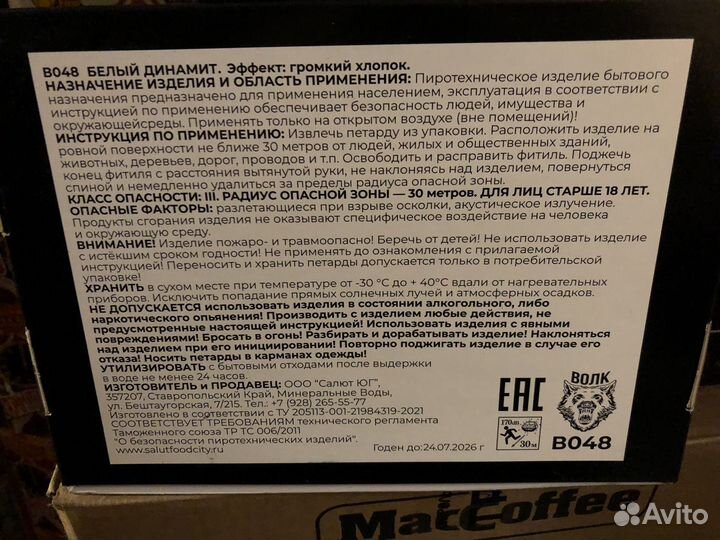 В048 БЕЛЫЙ ДИНАМИТ. Эффект: громкий хлопок.
НАЗНАЧЕНИЕ ИЗДЕЛИЯ И ОБЛАСТЬ ПРИМЕНЕНИЯ: Пиротехническое изделие бытового
назначения предназначено для применения населением, эксплуатация в соответствии с
инструкцией по применению обеспечивает безопасность людей, имущества и
окружающейсреды. Применять только на открытом воздухе (вне помещений)!
ИНСТРУКЦИЯ ПО ПРИМЕНЕНИЮ: Извлечь петарду из упаковки. Расположить изделие на
ровной поверхности не ближе 30 метров от людей, жилых и общественных зданий,
животных, деревьев, дорог, проводов и т.п. Освободить и расправить фитиль. Поджечь
конец фитиля с расстояния вытянутой руки, не наклоняясь над изделием, повернуться
спиной и немедленно удалиться за пределы радиуса опасной зоны.
КЛАСС ОПАСНОСТИ: III. РАДИУС ОПАСНОЙ ЗОНЫ — 30 метров. ДЛЯ ЛИЦ СТАРШЕ 18 ЛЕТ.
ОПАСНЫЕ ФАКТОРЫ: разлетающиеся при взрыве осколки, акустическое излучение.
Продукты сгорания изделия не оказывают специфическое воздействие на человека
и окружающую среду.
ВНИМАНИЕ! Изделие пожаро- и травмоопасно! Беречь от детей! Не использовать изделие
с истёкшим сроком годности! Не применять до ознакомления с прилагаемой
инструкцией! Переносить и хранить петарды допускается только в потребительской
упаковке!
ХРАНИТЬ в сухом месте при температуре от -30 °С до + 40°С вдали от нагревательных
приборов. Исключить попадание прямых солнечных лучей и атмосферных осадков.
НЕ ДОПУСКАЕТСЯ использовать изделия в состоянии алкогольного, либо
наркотического опьянения! Производить с изделием любые действия, не
предусмотренные настоящей инструкцией! Использовать изделия с явными
повреждениями! Бросать в огонь! Разбирать и дорабатывать изделие! Наклоняться
над изделием при его инициировании! Повторно поджигать изделие в случае его
отказа! Носить петарды в карманах одежды!
УТИЛИЗИРОВАТЬ с бытовыми отходами после выдержки
в воде не менее 24 часов.
ИЗГОТОВИТЕЛЬ И ПРОДАВЕЦ: ООО "Салют ЮГ",
357207, Ставропольский Край, Минеральные Воды,
ул. Бештаугорская, д. 7/215. Тел.: +7 (928) 265-55-77
Изготовлено в соответствии с ТУ 205113-001-21984319-2021
СООТВЕТСТВУЕТ ТРЕБОВАНИЯМ технического регламента
Таможенного союза ТР ТС 006/2011
"О безопасности пиротехнических изделий".
www.salutfoodcity.ru
Годен до: 24.07.2026 г
EAC
ВОЛК
170дБ
30м
В048
MatCoffee
Avito